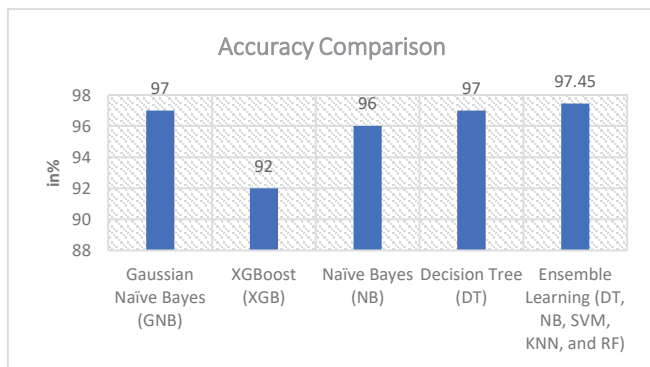 Accuracy Comparison
97
92
96
97
97.45
in%
98
96
94
92
90
88
Gaussian
Naïve Bayes
(GNB)
XGBoost
(XGB)
Naïve Bayes
(NB)
Decision Tree
(DT)
Ensemble
Learning (DT,
NB, SVM,
KNN, and RF)